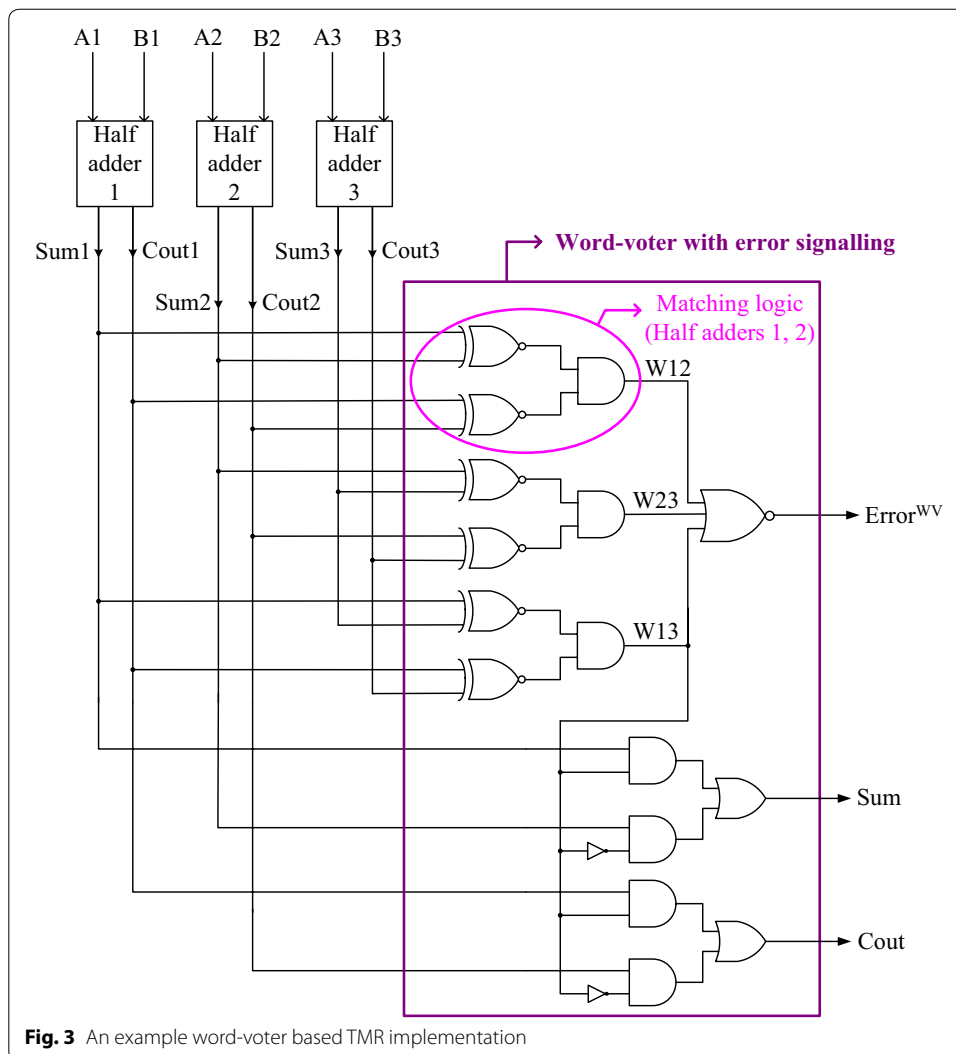 A1 B1 A2 B2 A3 B3
Half
adder
1
Half
adder
2
Half
adder
3
Sum1 Cout1 Sum3 Cout3
Sum2 Cout2
Word-voter with error signalling
Matching logic
(Half adders 1, 2)
W12
W23
Error^WV
W13
Sum
Cout
Fig. 3 An example word-voter based TMR implementation